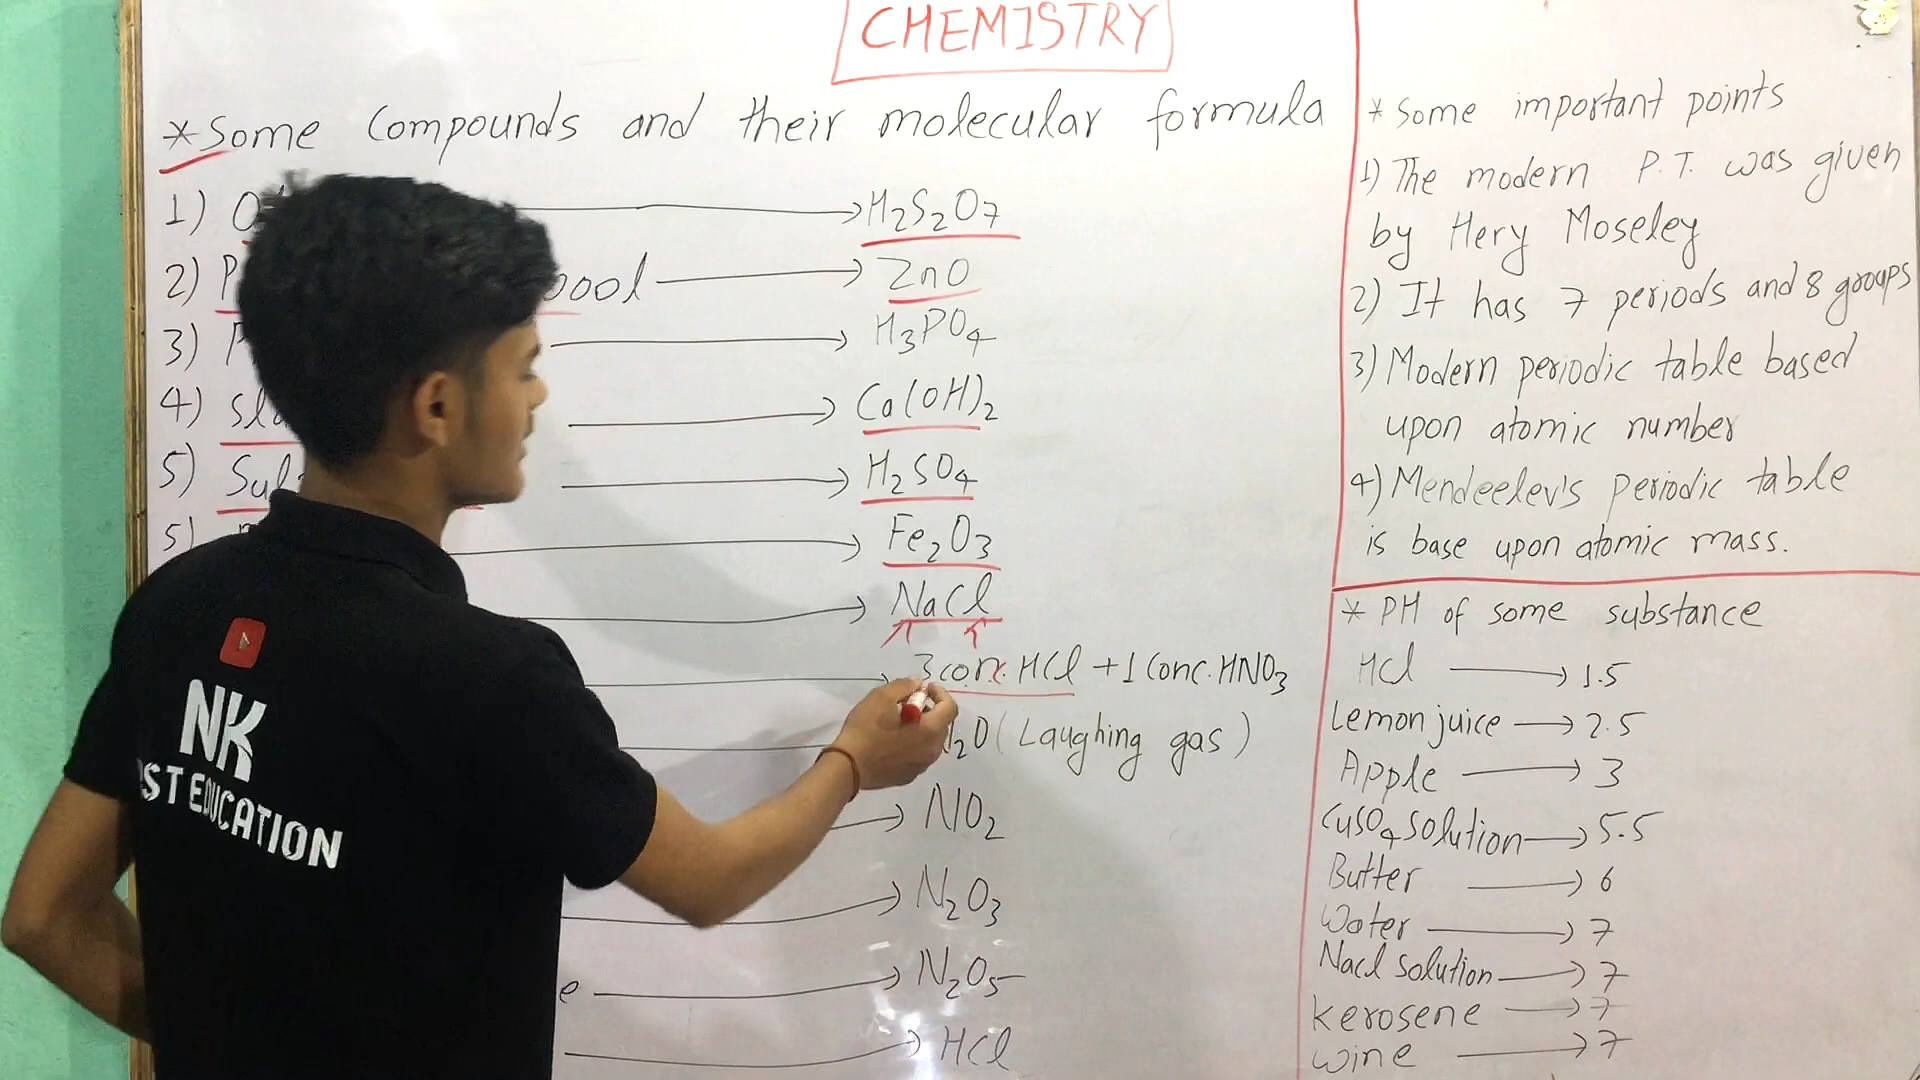 CHEMISTRY
*Some Compounds and their molecular formula
1) H2S2O7
2) ZnO
3) H3PO4
4) Ca(OH)2
5) H2SO4
5) Fe2O3
NaCl
3 conc. HCl + 1 Conc. HNO3
(Laughing gas)
NO2
N2O3
N2O5
HCl
* Some important points
1) The modern P.T. was given
by Hery Moseley
2) It has 7 periods and 8 groups
3) Modern periodic table based
upon atomic number
4) Mendeelev's periodic table
is base upon atomic mass.
* PH of some substance
HCl → 1.5
Lemon juice → 2.5
Apple → 3
CuSO4 solution → 5.5
Butter → 6
Water → 7
Nacl solution → 7
kerosene → 7
wine → 7
NK
EDUCATION